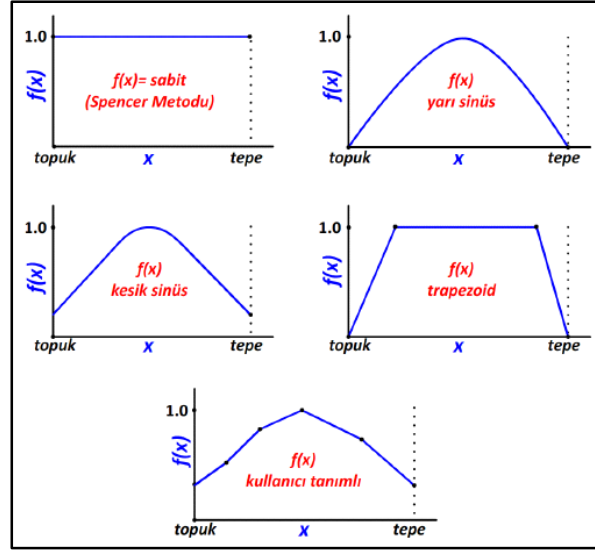 1.0
f(x)
f(x)= sabit
(Spencer Metodu)
topuk
x
tepe
1.0
f(x)
f(x)
yarı sinüs
topuk
x
tepe
1.0
f(x)
f(x)
kesik sinüs
topuk
x
tepe
1.0
f(x)
f(x)
trapezoid
topuk
x
tepe
1.0
f(x)
f(x)
kullanıcı tanımlı
topuk
x
tepe